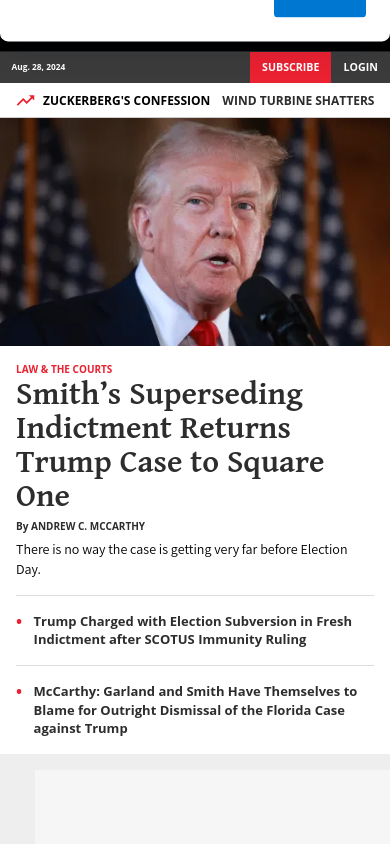 Aug. 28, 2024
SUBSCRIBE
LOGIN
ZUCKERBERG'S CONFESSION
WIND TURBINE SHATTERS
LAW & THE COURTS
Smith’s Superseding
Indictment Returns
Trump Case to Square
One
By ANDREW C. MCCARTHY
There is no way the case is getting very far before Election
Day.
Trump Charged with Election Subversion in Fresh
Indictment after SCOTUS Immunity Ruling
McCarthy: Garland and Smith Have Themselves to
Blame for Outright Dismissal of the Florida Case
against Trump